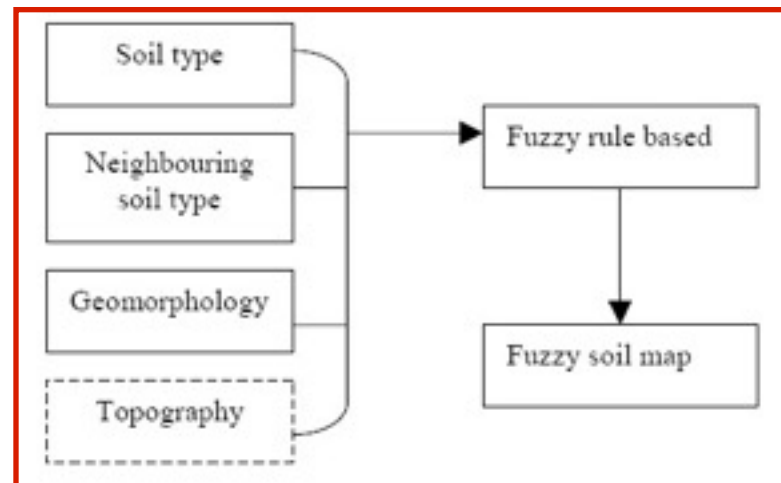 Soil type
Neighbouring
soil type
Geomorphology
Topography
Fuzzy rule based
Fuzzy soil map